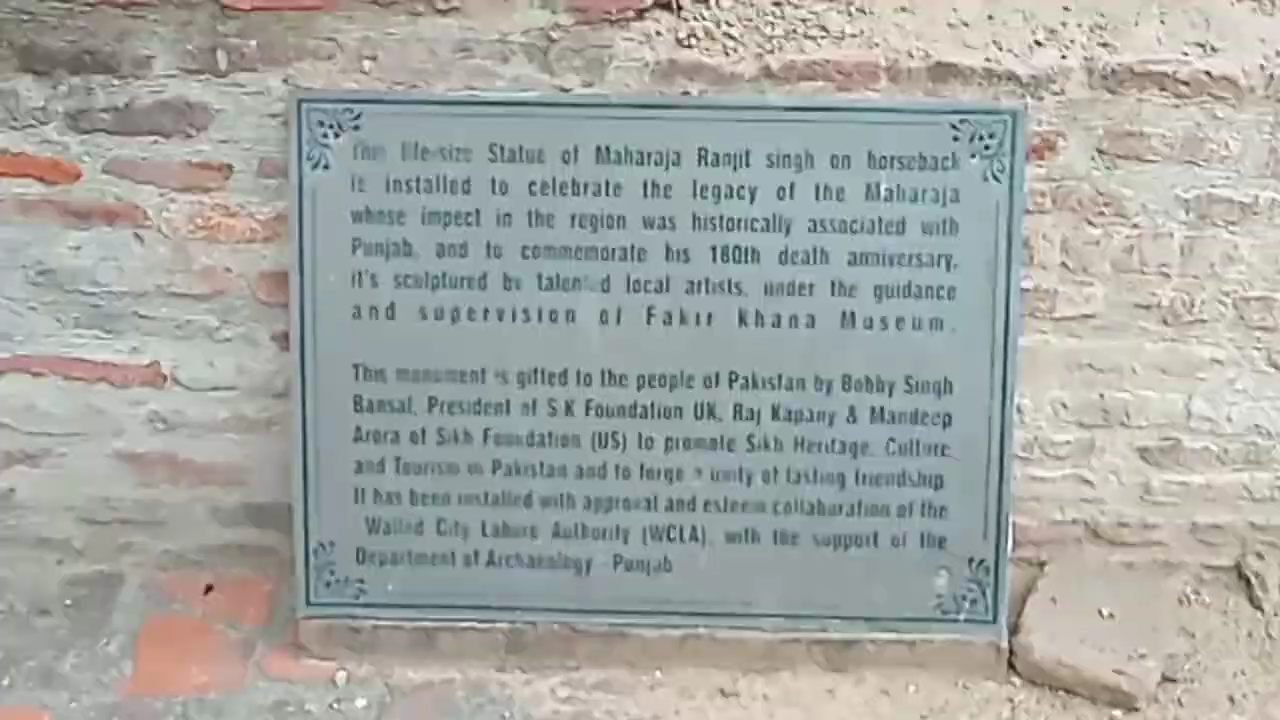 The life-size Statue of Maharaja Ranjit singh on horseback
is installed to celebrate the legacy of the Maharaja
whose impect in the region was historically associated with
Punjab, and to commemorate his 180th death anniversary.
it's sculptured by talented local artists, under the guidance
and supervision of Fakir Khana Museum.
This monument is gifted to the people of Pakistan by Bobby Singh
Bansal, President of S K Foundation UK, Raj Kapany & Mandeep
Arora of Sikh Foundation (US) to promote Sikh Heritage, Culture
and Tourism in Pakistan and to forge a unity of lasting friendship
It has been installed with approval and esteem collaboration of the
Walled City Lahore Authority (WCLA), with the support of the
Department of Archaeology - Punjab